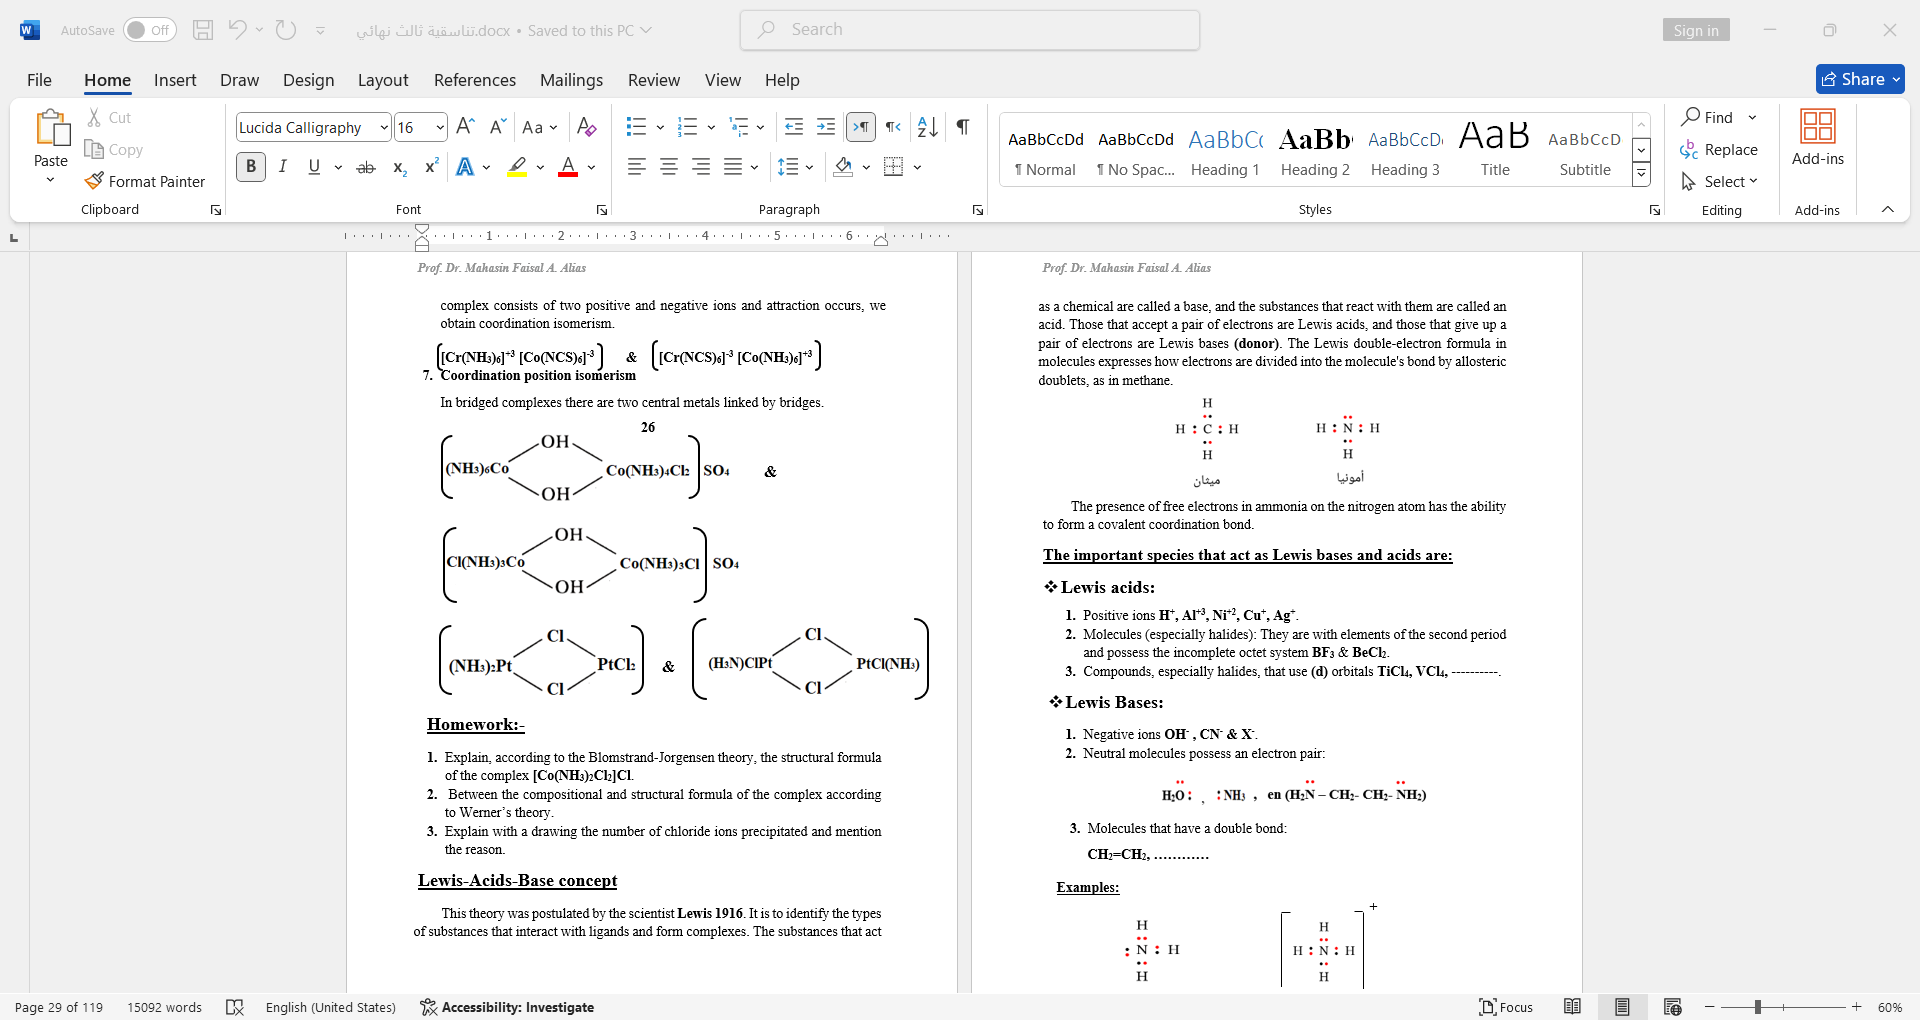 AutoSave Off
تناسقية ثالث نهائي.docx • Saved to this PC
Search
Sign in
File Home Insert Draw Design Layout References Mailings Review View Help
Share
Paste
Cut
Copy
Format Painter
Clipboard
Lucida Calligraphy 16
Font
Paragraph
AaBbCcDd AaBbCcDd AaBbCc AaBb AaBbCcD AaB AaBbCcD
¶ Normal ¶ No Spac... Heading 1 Heading 2 Heading 3 Title Subtitle
Styles
Find
Replace
Select
Editing
Add-ins
Add-ins
1 2 3 4 5 6
Prof. Dr. Mahasin Faisal A. Alias
complex consists of two positive and negative ions and attraction occurs, we
obtain coordination isomerism.
[Cr(NH₃)₆]⁺³ [Co(NCS)₆]⁻³ & [Cr(NCS)₆]⁻³ [Co(NH₃)₆]⁺³
7. Coordination position isomerism
In bridged complexes there are two central metals linked by bridges.
26
OH
(NH₃)₆Co Co(NH₃)₄Cl₂ SO₄ &
OH
OH
Cl(NH₃)₃Co Co(NH₃)₃Cl SO₄
OH
Cl Cl
(NH₃)₂Pt PtCl₂ & (H₃N)ClPt PtCl(NH₃)
Cl Cl
Homework:-
1. Explain, according to the Blomstrand-Jorgensen theory, the structural formula
of the complex [Co(NH₃)₂Cl₂]Cl.
2. Between the compositional and structural formula of the complex according
to Werner's theory.
3. Explain with a drawing the number of chloride ions precipitated and mention
the reason.
Lewis-Acids-Base concept
This theory was postulated by the scientist Lewis 1916. It is to identify the types
of substances that interact with ligands and form complexes. The substances that act
Prof. Dr. Mahasin Faisal A. Alias
as a chemical are called a base, and the substances that react with them are called an
acid. Those that accept a pair of electrons are Lewis acids, and those that give up a
pair of electrons are Lewis bases (donor). The Lewis double-electron formula in
molecules expresses how electrons are divided into the molecule's bond by allosteric
doublets, as in methane.
H
H : C : H H : N : H
H H
ميثان أمونيا
The presence of free electrons in ammonia on the nitrogen atom has the ability
to form a covalent coordination bond.
The important species that act as Lewis bases and acids are:
❖ Lewis acids:
1. Positive ions H⁺, Al⁺³, Ni⁺², Cu⁺, Ag⁺.
2. Molecules (especially halides): They are with elements of the second period
and possess the incomplete octet system BF₃ & BeCl₂.
3. Compounds, especially halides, that use (d) orbitals TiCl₄, VCl₄, ----------.
❖ Lewis Bases:
1. Negative ions OH⁻ , CN⁻ & X⁻.
2. Neutral molecules possess an electron pair:
H₂O: , :NH₃ , en (H₂N – CH₂- CH₂- NH₂)
3. Molecules that have a double bond:
CH₂=CH₂, …………
Examples:
H
: N : H
H
+
H
H : N : H
H
Page 29 of 119 15092 words English (United States) Accessibility: Investigate
Focus 60%